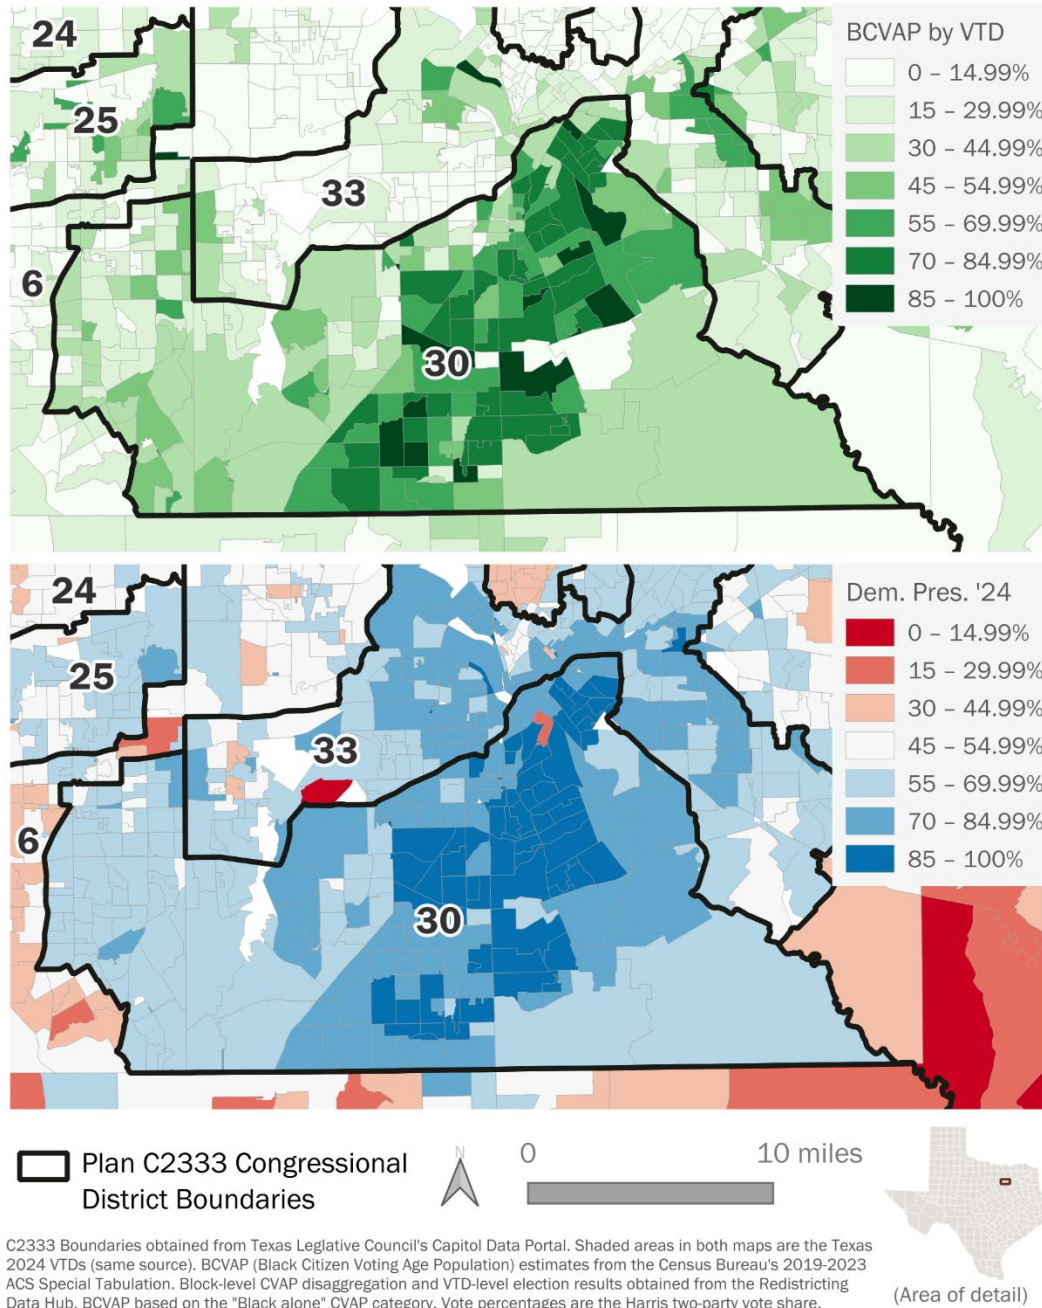 24
25
33
6
30
BCVAP by VTD
0 – 14.99%
15 – 29.99%
30 – 44.99%
45 – 54.99%
55 – 69.99%
70 – 84.99%
85 – 100%
24
25
33
6
30
Dem. Pres. '24
0 – 14.99%
15 – 29.99%
30 – 44.99%
45 – 54.99%
55 – 69.99%
70 – 84.99%
85 – 100%
Plan C2333 Congressional
District Boundaries
N
0
10 miles
C2333 Boundaries obtained from Texas Leglative Council's Capitol Data Portal. Shaded areas in both maps are the Texas
2024 VTDs (same source). BCVAP (Black Citizen Voting Age Population) estimates from the Census Bureau's 2019-2023
ACS Special Tabulation. Block-level CVAP disaggregation and VTD-level election results obtained from the Redistricting
Data Hub. BCVAP based on the "Black alone" CVAP category. Vote percentages are the Harris two-party vote share.
(Area of detail)